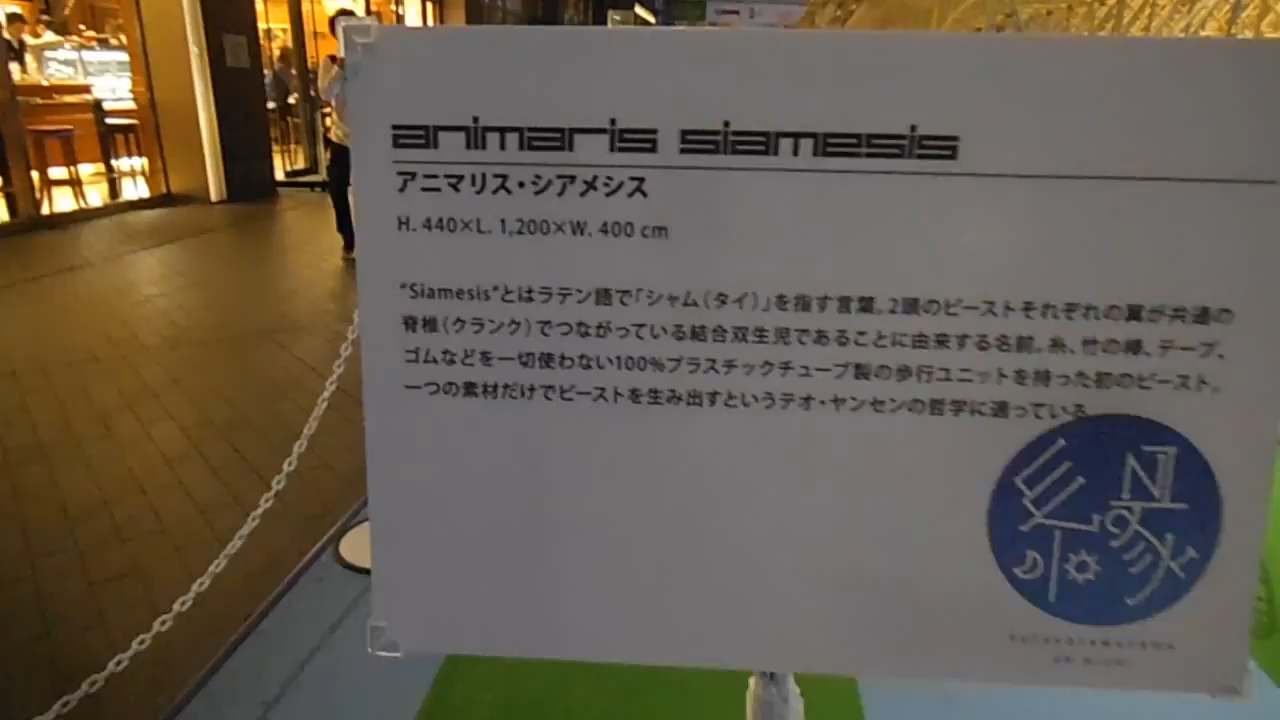 animaris siamesis
アニマリス・シアメシス
H. 440×L. 1,200×W. 400 cm
“Siamesis”とはラテン語で「シャム(タイ)」を指す言葉。2頭のビーストそれぞれの翼が共通の
脊椎(クランク)でつながっている結合双生児であることに由来する名前。糸、竹の棒、テープ、
ゴムなどを一切使わない100%プラスチックチューブ製の歩行ユニットを持った初のビースト。
一つの素材だけでビーストを生み出すというテオ・ヤンセンの哲学に適っている。